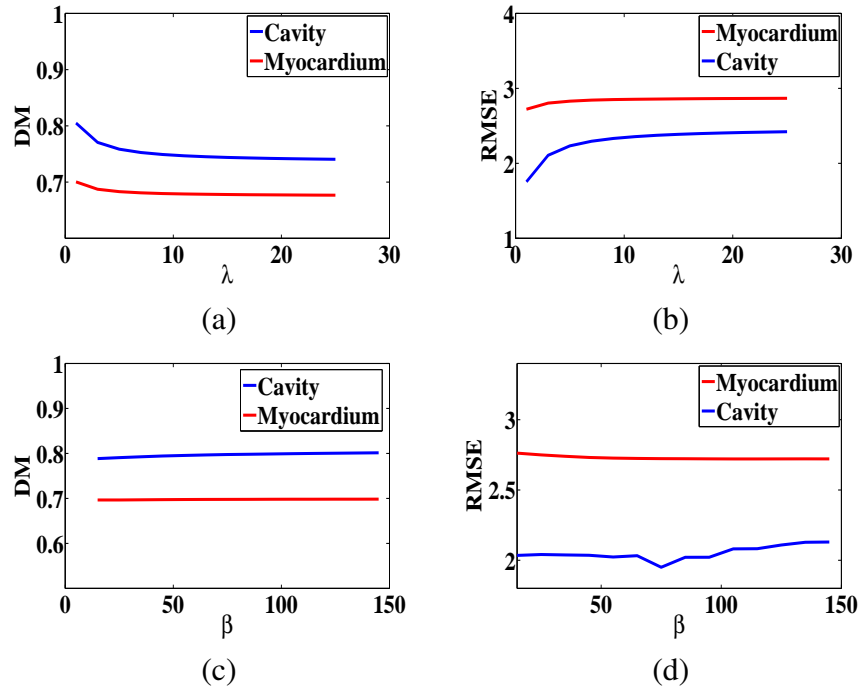 Cavity
Myocardium
1
0.9
0.8
0.7
DM
0 10 20 30
λ
(a)
Myocardium
Cavity
4
3
2
1
RMSE
0 10 20 30
λ
(b)
Cavity
Myocardium
1
0.9
0.8
0.7
0.6
DM
0 50 100 150
β
(c)
Myocardium
Cavity
3
2.5
2
RMSE
50 100 150
β
(d)